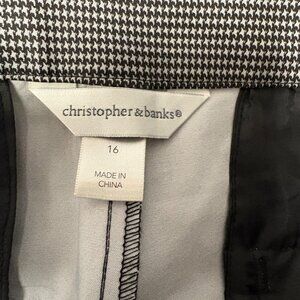 christopher & banks®
16
MADE IN
CHINA